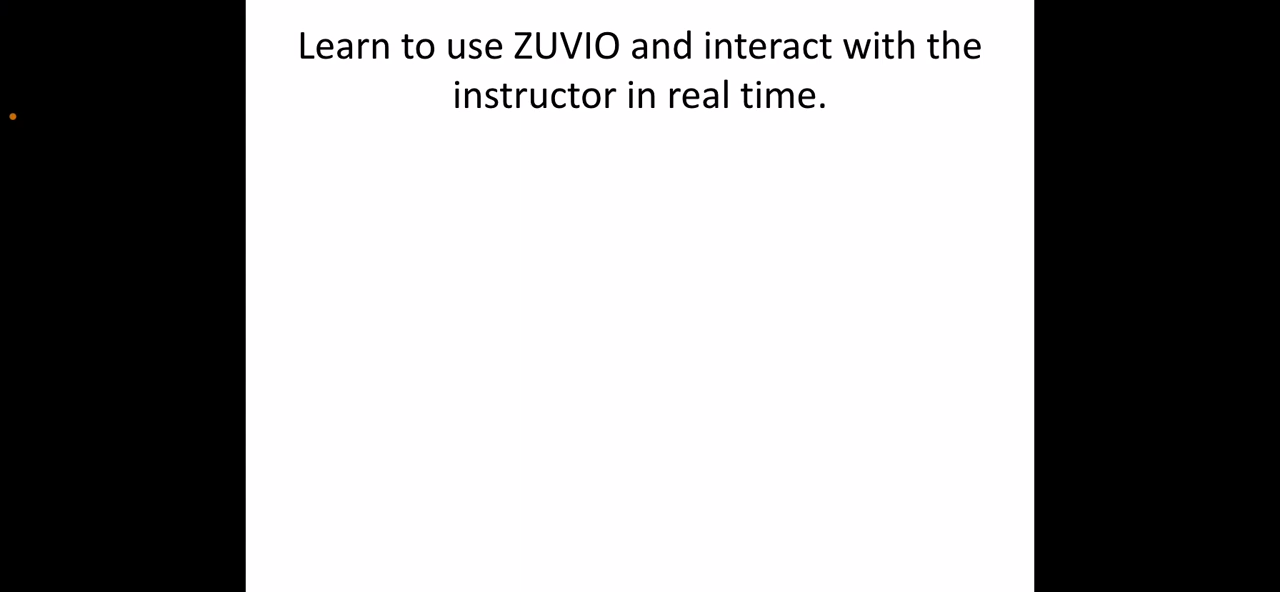 Learn to use ZUVIO and interact with the
instructor in real time.